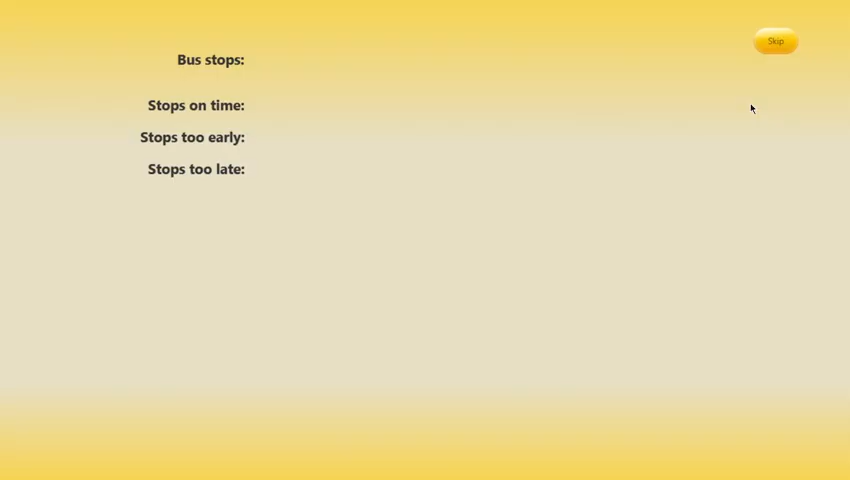 Skip
Bus stops:
Stops on time:
Stops too early:
Stops too late: